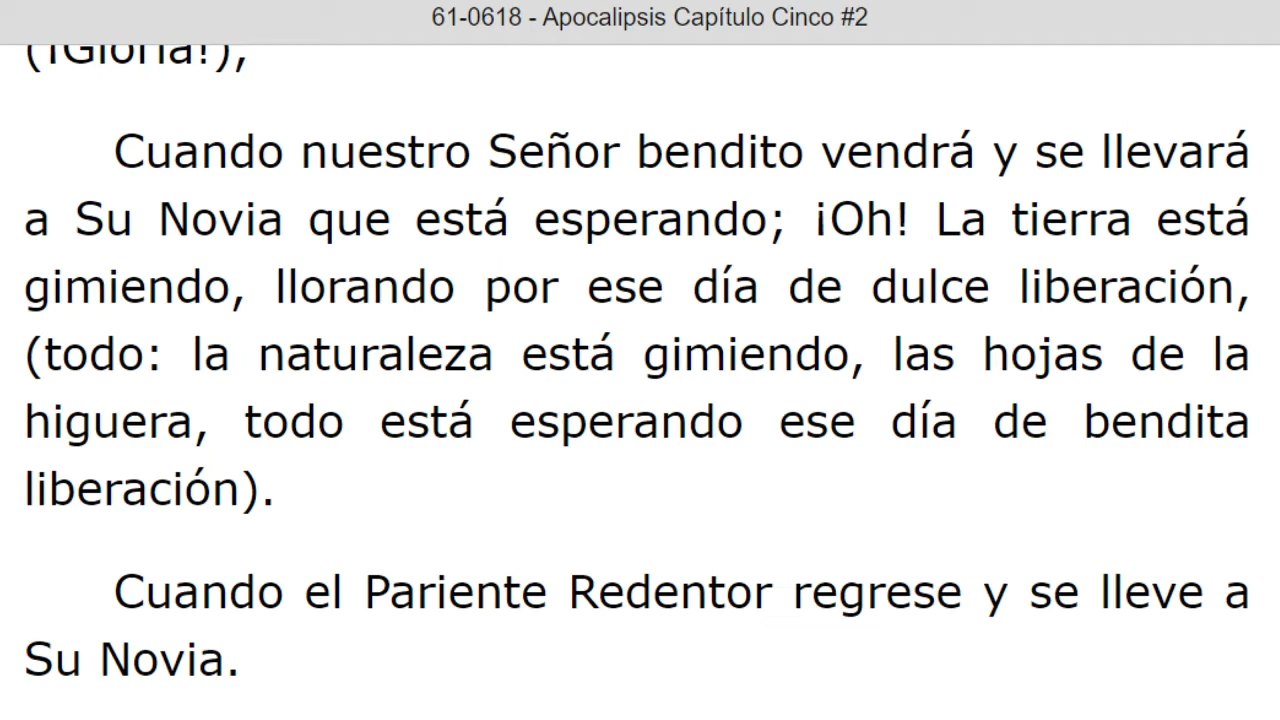 61-0618 - Apocalipsis Capítulo Cinco #2
(¡Gloria!),
Cuando nuestro Señor bendito vendrá y se llevará
a Su Novia que está esperando; ¡Oh! La tierra está
gimiendo, llorando por ese día de dulce liberación,
(todo: la naturaleza está gimiendo, las hojas de la
higuera, todo está esperando ese día de bendita
liberación).
Cuando el Pariente Redentor regrese y se lleve a
Su Novia.